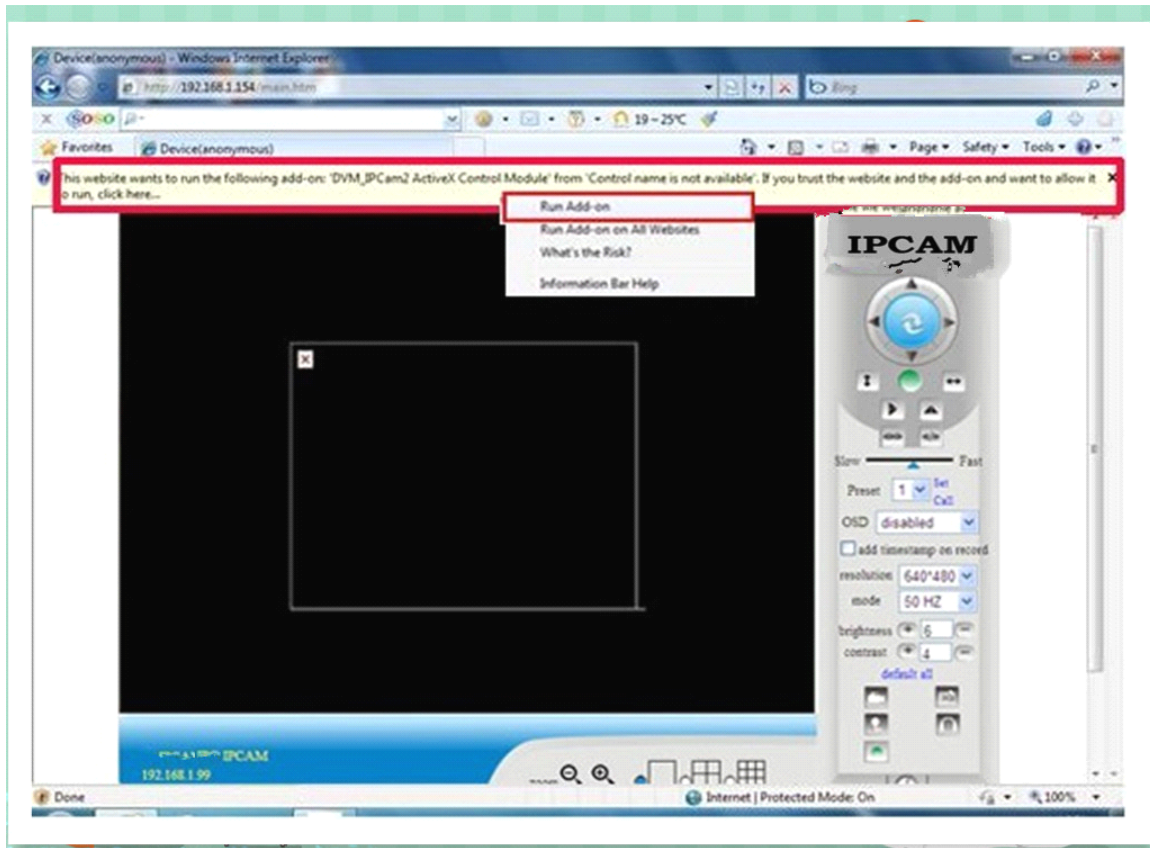 Device(anonymous) - Windows Internet Explorer
http://192.168.1.154/main.htm
Bing
x SOSO
19~25℃
Favorites
Device(anonymous)
Page
Safety
Tools
This website wants to run the following add-on: 'DVM_IPCam2 ActiveX Control Module' from 'Control name is not available'. If you trust the website and the add-on and want to allow it
o run, click here...
Run Add-on
Run Add-on on All Websites
What's the Risk?
Information Bar Help
IPCAM
Slow
Fast
Preset 1 Set
Call
OSD disabled
add timestamp on record
resolution 640*480
mode 50 HZ
brightness 6
contrast 4
default all
IPCAM
192.168.1.99
zoom
Done
Internet | Protected Mode: On
100%